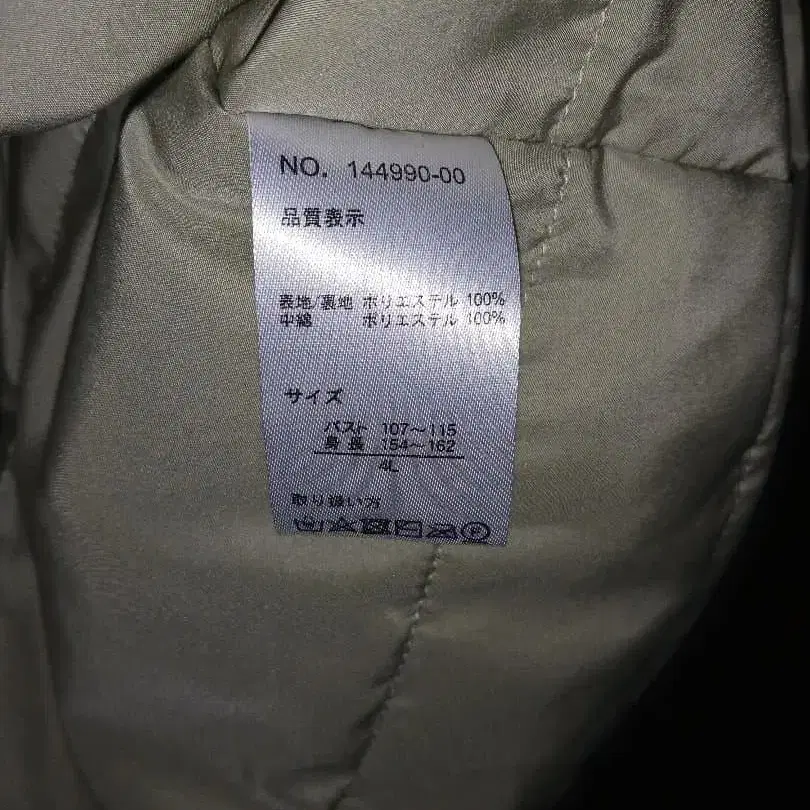 NO. 144990-00
品質表示
表地/裏地 ポリエステル 100%
中綿 ポリエステル 100%
サイズ
バスト 107〜115
身長 154〜162
4L
取り扱い方